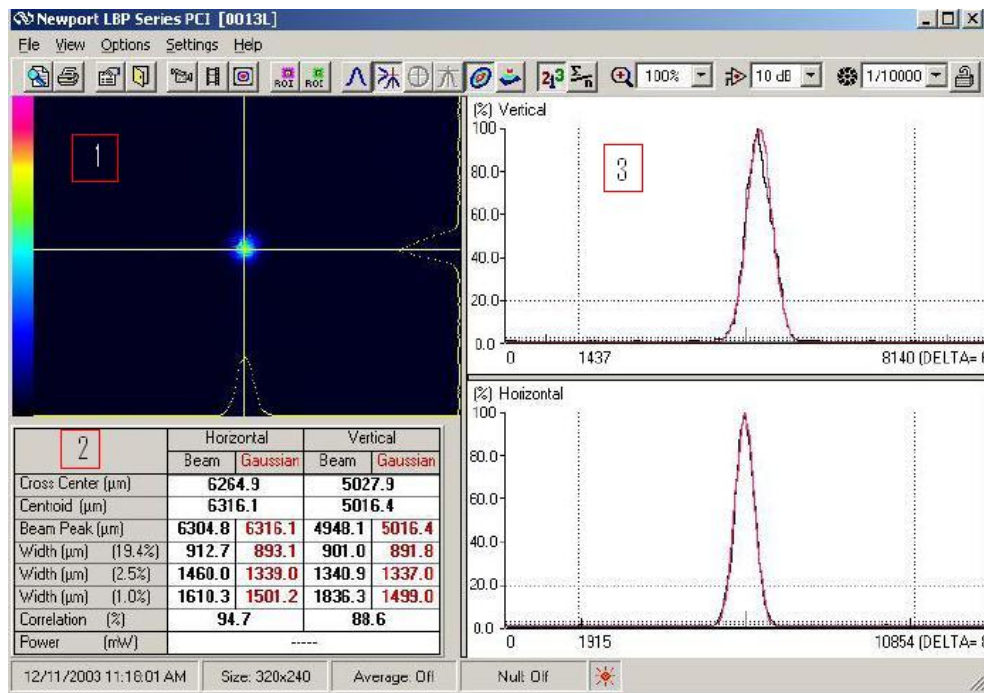 Newport LBP Series PCI [0013L]
File View Options Settings Help
ROI ROI 2₁3 Σn 100% 10 dB 1/10000
1
2
Horizontal Vertical
Beam Gaussian Beam Gaussian
Cross Center (µm) 6264.9 5027.9
Centroid (µm) 6316.1 5016.4
Beam Peak (µm) 6304.8 6316.1 4948.1 5016.4
Width (µm) (19.4%) 912.7 893.1 901.0 891.8
Width (µm) (2.5%) 1460.0 1339.0 1340.9 1337.0
Width (µm) (1.0%) 1610.3 1501.2 1836.3 1499.0
Correlation (%) 94.7 88.6
Power (mW) -----
(%) Vertical
3
100
80.0
60.0
40.0
20.0
0.0
0 1437 8140 (DELTA= 6
(%) Horizontal
100
80.0
60.0
40.0
20.0
0.0
0 1915 10854 (DELTA= 8
12/11/2003 11:18:01 AM Size: 320x240 Average: Off Null: Off